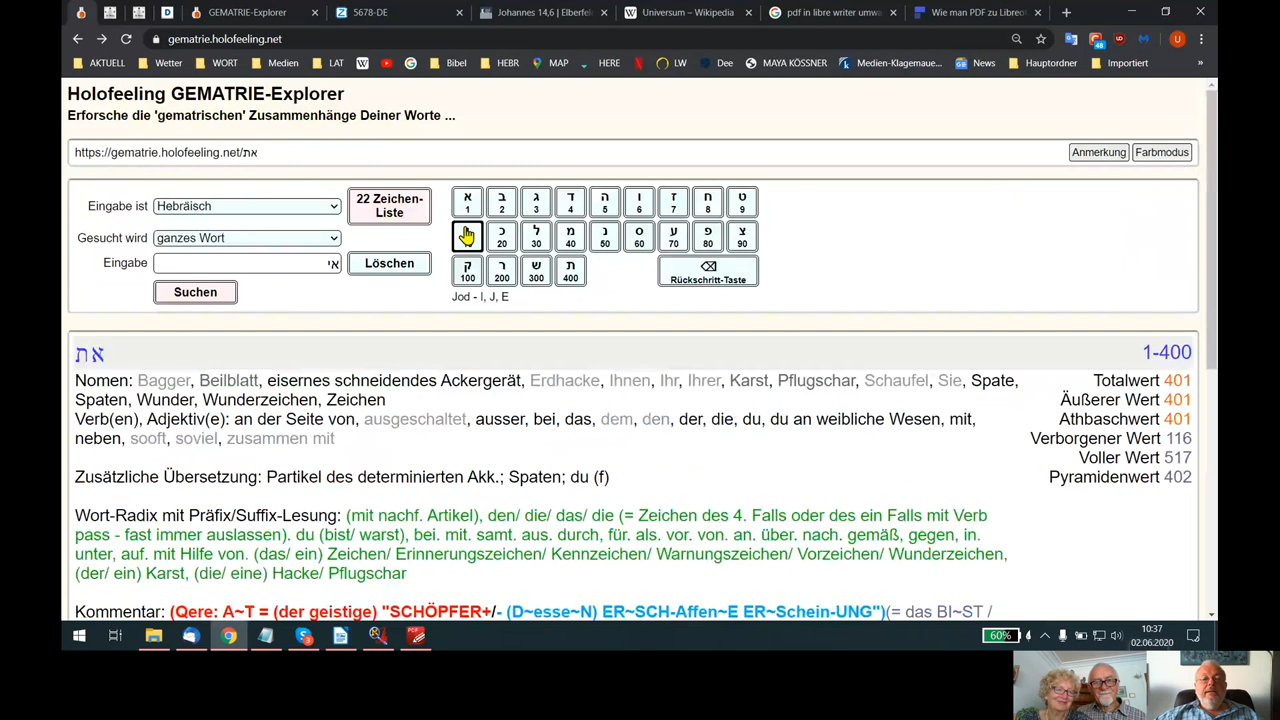 GEMATRIE-Explorer
5678-DE
Johannes 14,6 | Elberfel
Universum – Wikipedia
pdf in libre writer umw
Wie man PDF zu Libreo
gematrie.holofeeling.net
48
U
AKTUELL
Wetter
WORT
Medien
LAT
Bibel
HEBR
MAP
HERE
LW
Dee
MAYA KÖSSNER
Medien-Klagemaue...
News
Hauptordner
Importiert
Holofeeling GEMATRIE-Explorer
Erforsche die 'gematrischen' Zusammenhänge Deiner Worte ...
https://gematrie.holofeeling.net/את
Anmerkung
Farbmodus
Eingabe ist
Hebräisch
22 Zeichen-
Liste
Gesucht wird
ganzes Wort
Eingabe
אי
Löschen
Suchen
א ב ג ד ה ו ז ח ט
1 2 3 4 5 6 7 8 9
כ ל מ נ ס ע פ צ
20 30 40 50 60 70 80 90
ק ר ש ת
100 200 300 400
Rückschritt-Taste
Jod - I, J, E
את
1-400
Nomen: Bagger, Beilblatt, eisernes schneidendes Ackergerät, Erdhacke, Ihnen, Ihr, Ihrer, Karst, Pflugschar, Schaufel, Sie, Spate,
Spaten, Wunder, Wunderzeichen, Zeichen
Verb(en), Adjektiv(e): an der Seite von, ausgeschaltet, ausser, bei, das, dem, den, der, die, du, du an weibliche Wesen, mit,
neben, sooft, soviel, zusammen mit
Totalwert 401
Äußerer Wert 401
Athbaschwert 401
Verborgener Wert 116
Voller Wert 517
Pyramidenwert 402
Zusätzliche Übersetzung: Partikel des determinierten Akk.; Spaten; du (f)
Wort-Radix mit Präfix/Suffix-Lesung: (mit nachf. Artikel), den/ die/ das/ die (= Zeichen des 4. Falls oder des ein Falls mit Verb
pass - fast immer auslassen). du (bist/ warst), bei. mit. samt. aus. durch, für. als. vor. von. an. über. nach. gemäß, gegen, in.
unter, auf. mit Hilfe von. (das/ ein) Zeichen/ Erinnerungszeichen/ Kennzeichen/ Warnungszeichen/ Vorzeichen/ Wunderzeichen,
(der/ ein) Karst, (die/ eine) Hacke/ Pflugschar
Kommentar: (Qere: A~T = (der geistige) "SCHÖPFER+/- (D~esse~N) ER~SCH-Affen~E ER~Schein-UNG")(= das BI~ST /
60%
10:37
02.06.2020